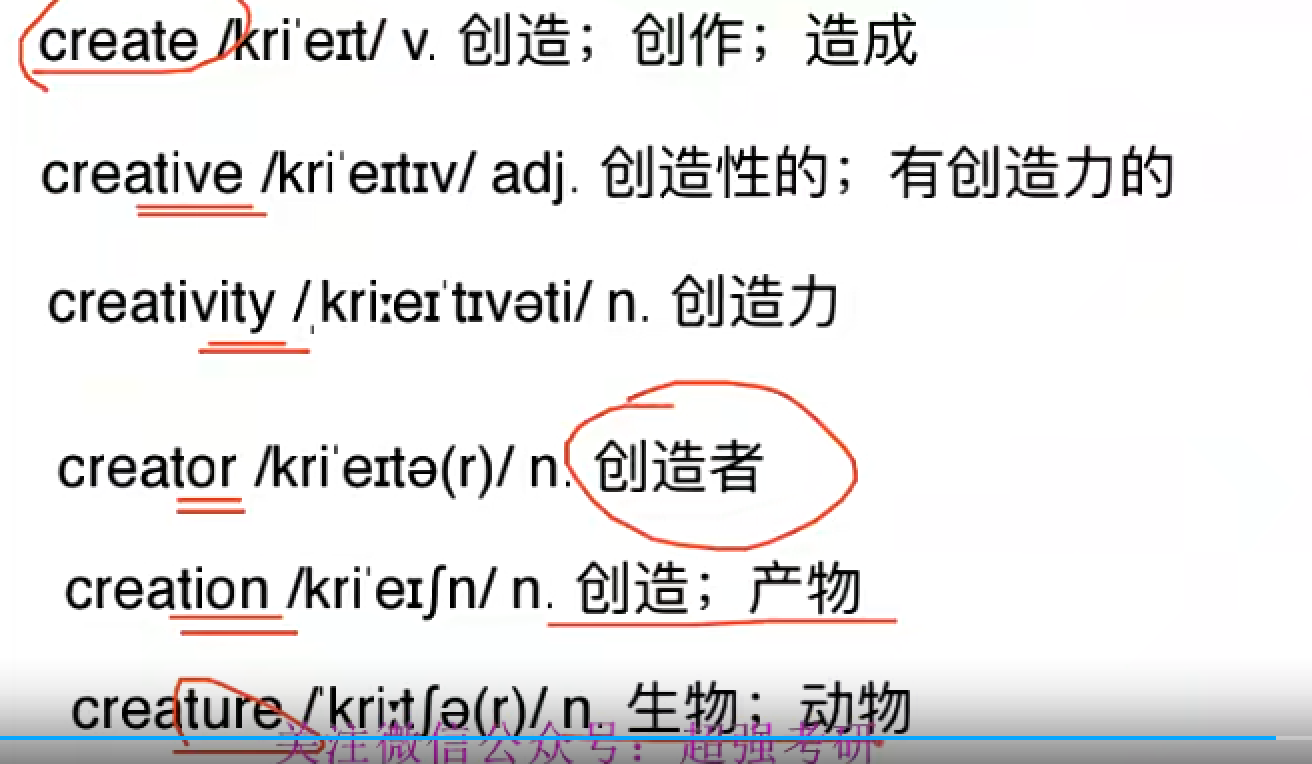 create /kriˈeɪt/ v. 创造；创作；造成
creative /kriˈeɪtɪv/ adj. 创造性的；有创造力的
creativity /ˌkriːeɪˈtɪvəti/ n. 创造力
creator /kriˈeɪtə(r)/ n. 创造者
creation /kriˈeɪʃn/ n. 创造；产物
creature /ˈkriːtʃə(r)/ n. 生物；动物
关注微信公众号：超强考研